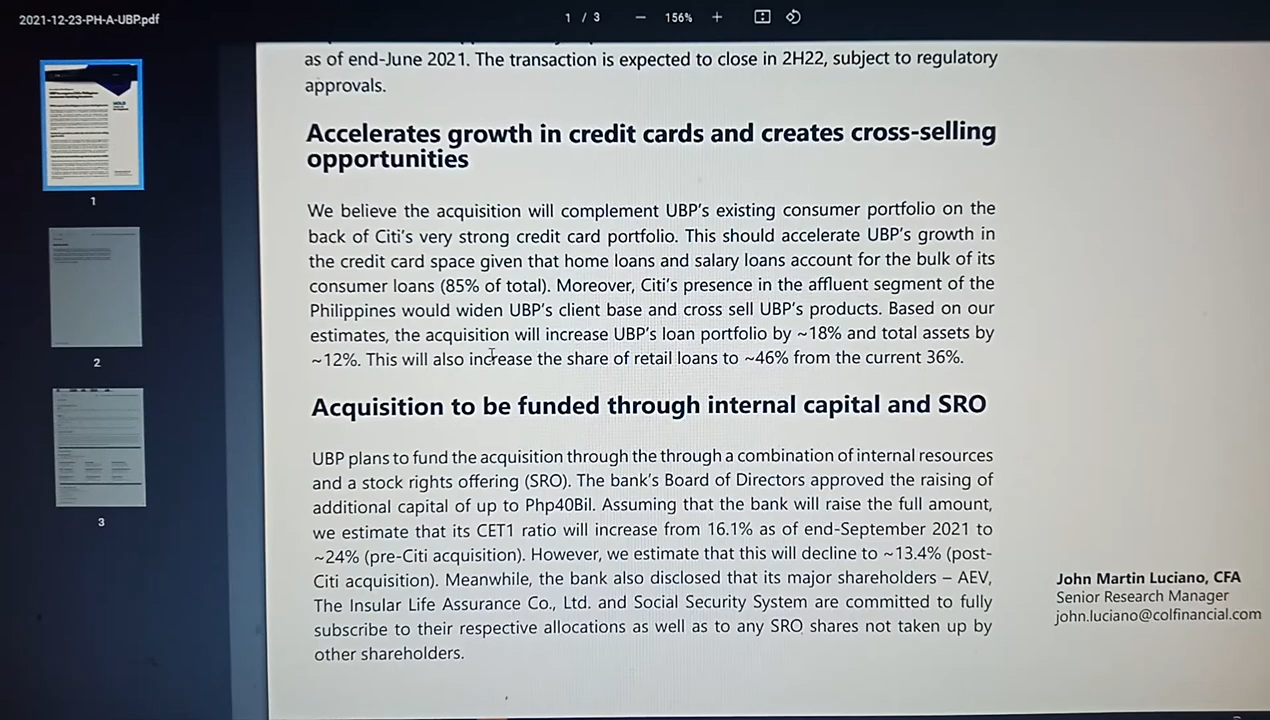 2021-12-23-PH-A-UBP.pdf
1 / 3
156%
as of end-June 2021. The transaction is expected to close in 2H22, subject to regulatory
approvals.
Accelerates growth in credit cards and creates cross-selling
opportunities
We believe the acquisition will complement UBP's existing consumer portfolio on the
back of Citi's very strong credit card portfolio. This should accelerate UBP's growth in
the credit card space given that home loans and salary loans account for the bulk of its
consumer loans (85% of total). Moreover, Citi's presence in the affluent segment of the
Philippines would widen UBP's client base and cross sell UBP's products. Based on our
estimates, the acquisition will increase UBP's loan portfolio by ~18% and total assets by
~12%. This will also increase the share of retail loans to ~46% from the current 36%.
Acquisition to be funded through internal capital and SRO
UBP plans to fund the acquisition through the through a combination of internal resources
and a stock rights offering (SRO). The bank's Board of Directors approved the raising of
additional capital of up to Php40Bil. Assuming that the bank will raise the full amount,
we estimate that its CET1 ratio will increase from 16.1% as of end-September 2021 to
~24% (pre-Citi acquisition). However, we estimate that this will decline to ~13.4% (post-
Citi acquisition). Meanwhile, the bank also disclosed that its major shareholders – AEV,
The Insular Life Assurance Co., Ltd. and Social Security System are committed to fully
subscribe to their respective allocations as well as to any SRO shares not taken up by
other shareholders.
John Martin Luciano, CFA
Senior Research Manager
john.luciano@colfinancial.com
1
2
3